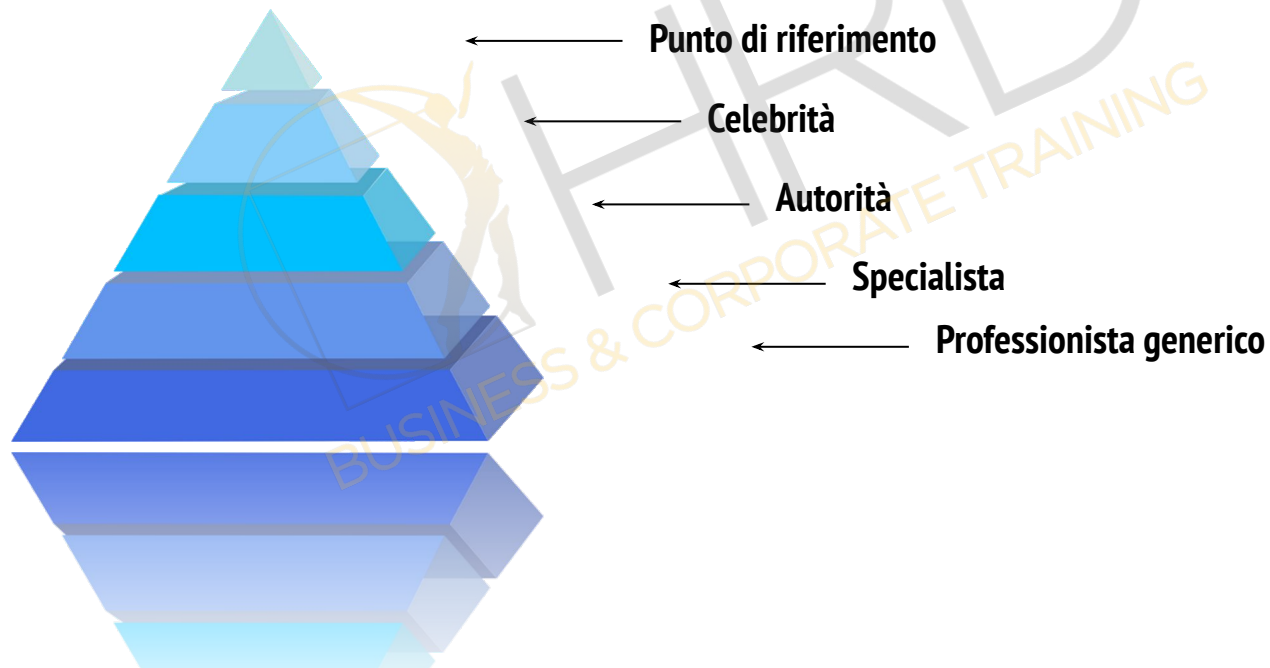 Punto di riferimento
Celebrità
Autorità
Specialista
Professionista generico
HRD
BUSINESS & CORPORATE TRAINING